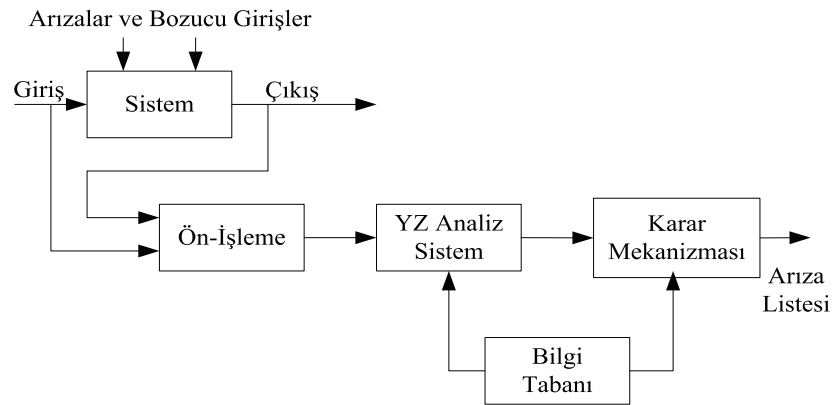 Arızalar ve Bozucu Girişler
Giriş
Sistem
Çıkış
Ön-İşleme
YZ Analiz
Sistem
Karar
Mekanizması
Arıza
Listesi
Bilgi
Tabanı